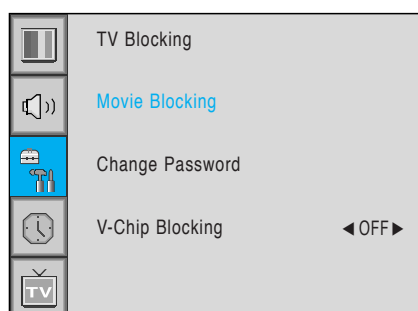 TV Blocking
Movie Blocking
Change Password
V-Chip Blocking ◀OFF▶
TV